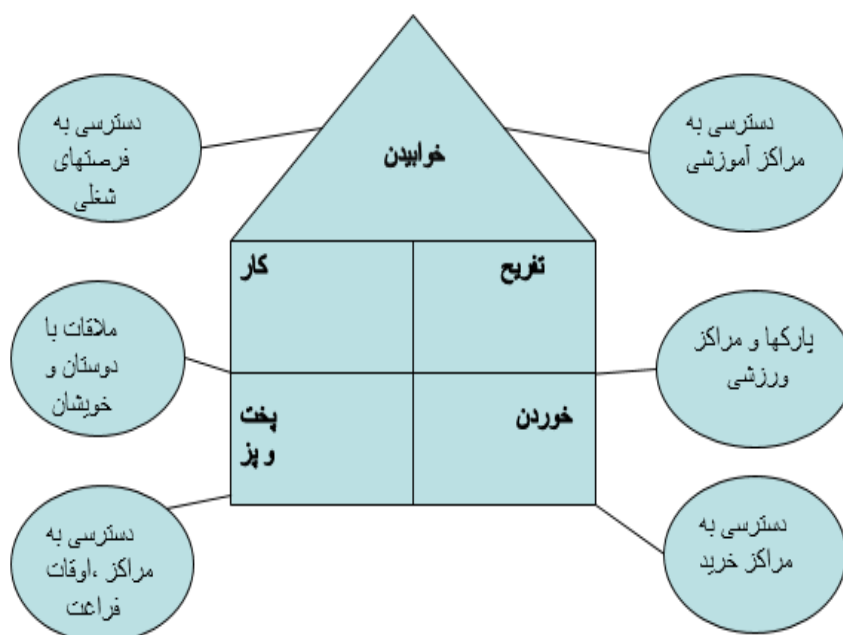 خوابیدن
دسترسی به
مراکز آموزشی
دسترسی به
فرصتهای
شغلی
تفریح
کار
پارکها و مراکز
ورزشی
ملاقات با
دوستان و
خویشان
خوردن
پخت
و پز
دسترسی به
مراکز خرید
دسترسی به
مراکز ،اوقات
فراغت